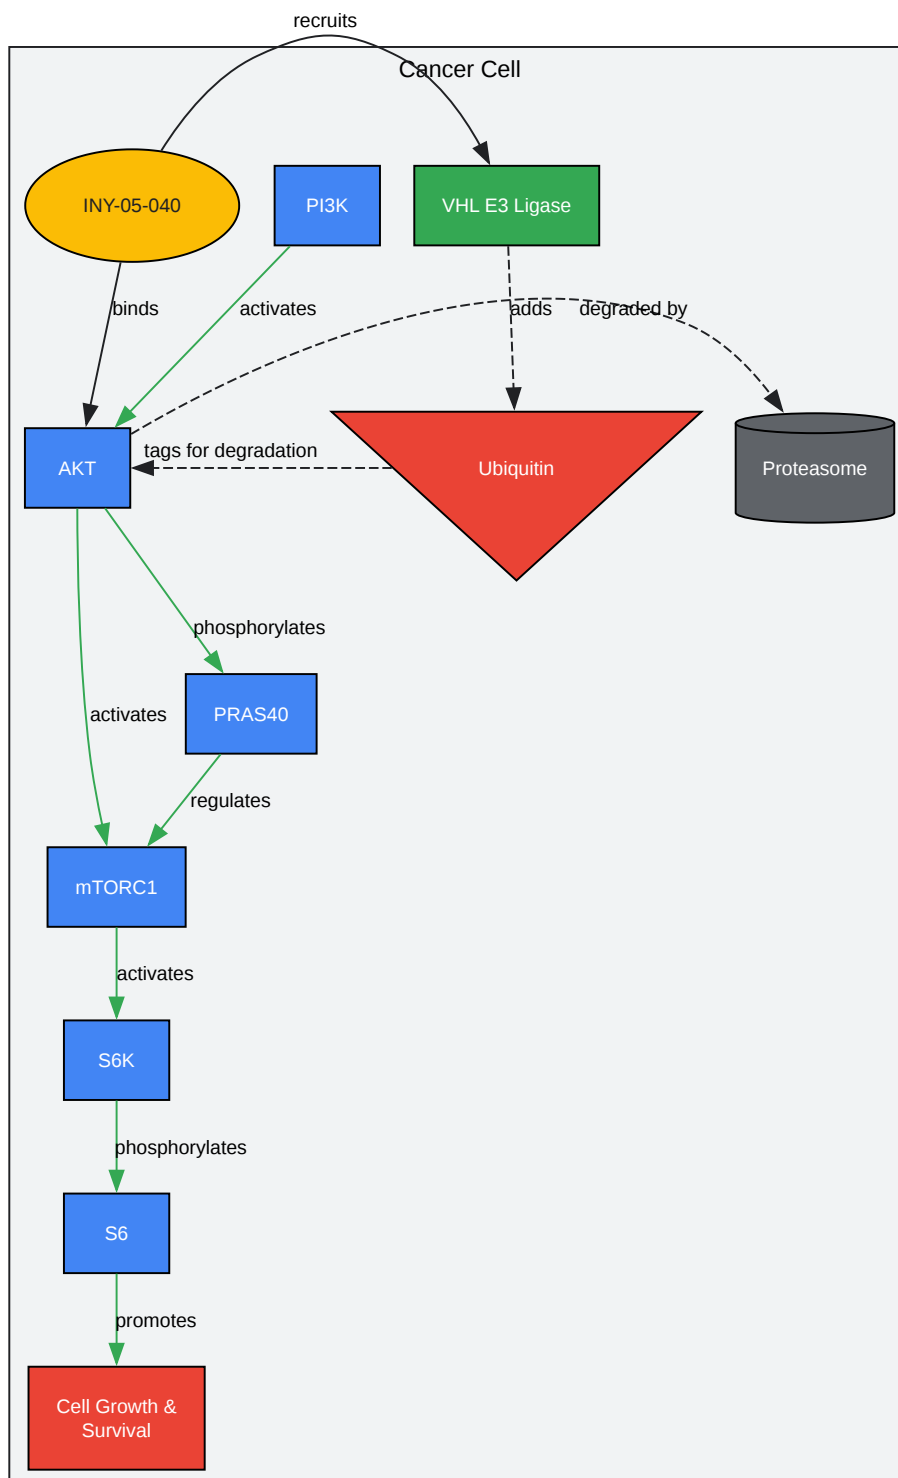 recruits
Cancer Cell
INY-05-040
PI3K
VHL E3 Ligase
binds
activates
adds
degraded by
AKT
tags for degradation
Ubiquitin
Proteasome
phosphorylates
activates
PRAS40
regulates
mTORC1
activates
S6K
phosphorylates
S6
promotes
Cell Growth &
Survival